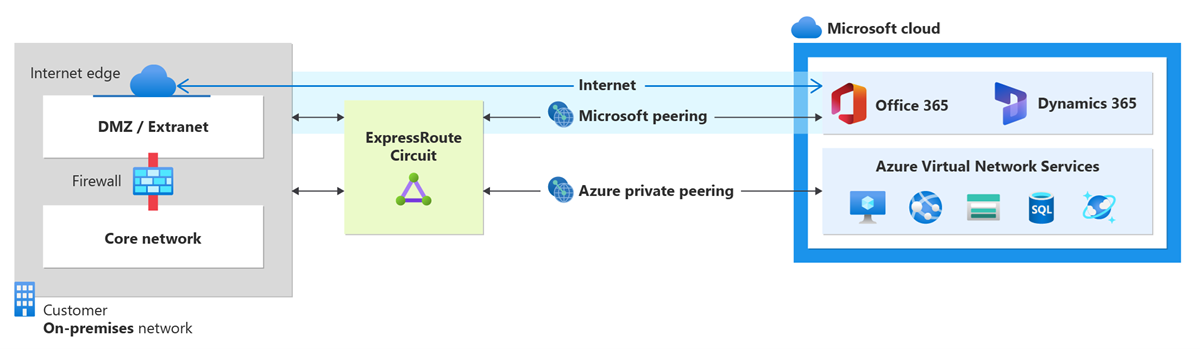 Microsoft cloud
Internet edge
Internet
DMZ / Extranet
Microsoft peering
Office 365
Dynamics 365
ExpressRoute
Circuit
Firewall
Azure private peering
Azure Virtual Network Services
SQL
Core network
Customer
On-premises network